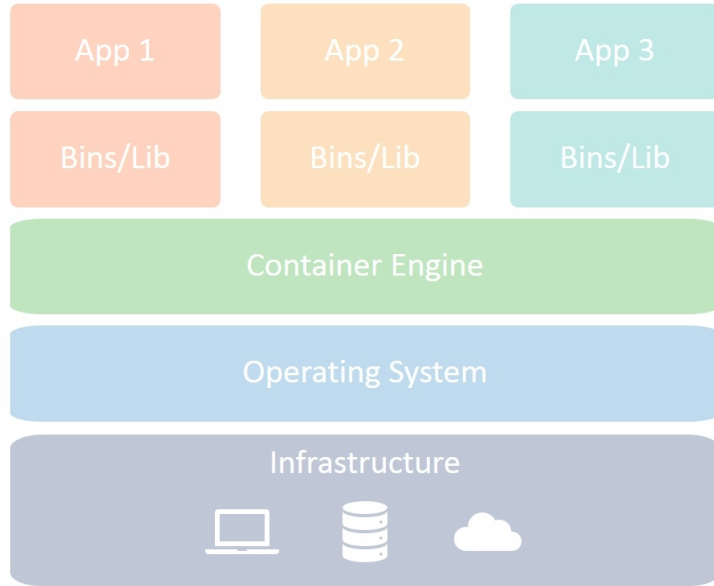 App 1
App 2
App 3
Bins/Lib
Bins/Lib
Bins/Lib
Container Engine
Operating System
Infrastructure